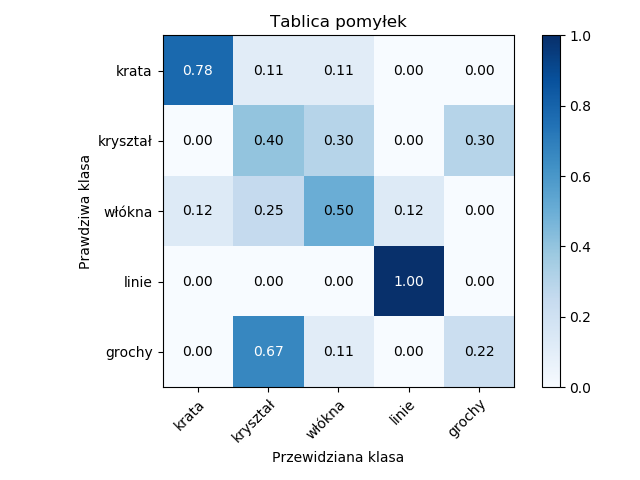 Tablica pomyłek
Prawdziwa klasa
krata 0.78 0.11 0.11 0.00 0.00
kryształ 0.00 0.40 0.30 0.00 0.30
włókna 0.12 0.25 0.50 0.12 0.00
linie 0.00 0.00 0.00 1.00 0.00
grochy 0.00 0.67 0.11 0.00 0.22
krata kryształ włókna linie grochy
Przewidziana klasa
1.0
0.8
0.6
0.4
0.2
0.0